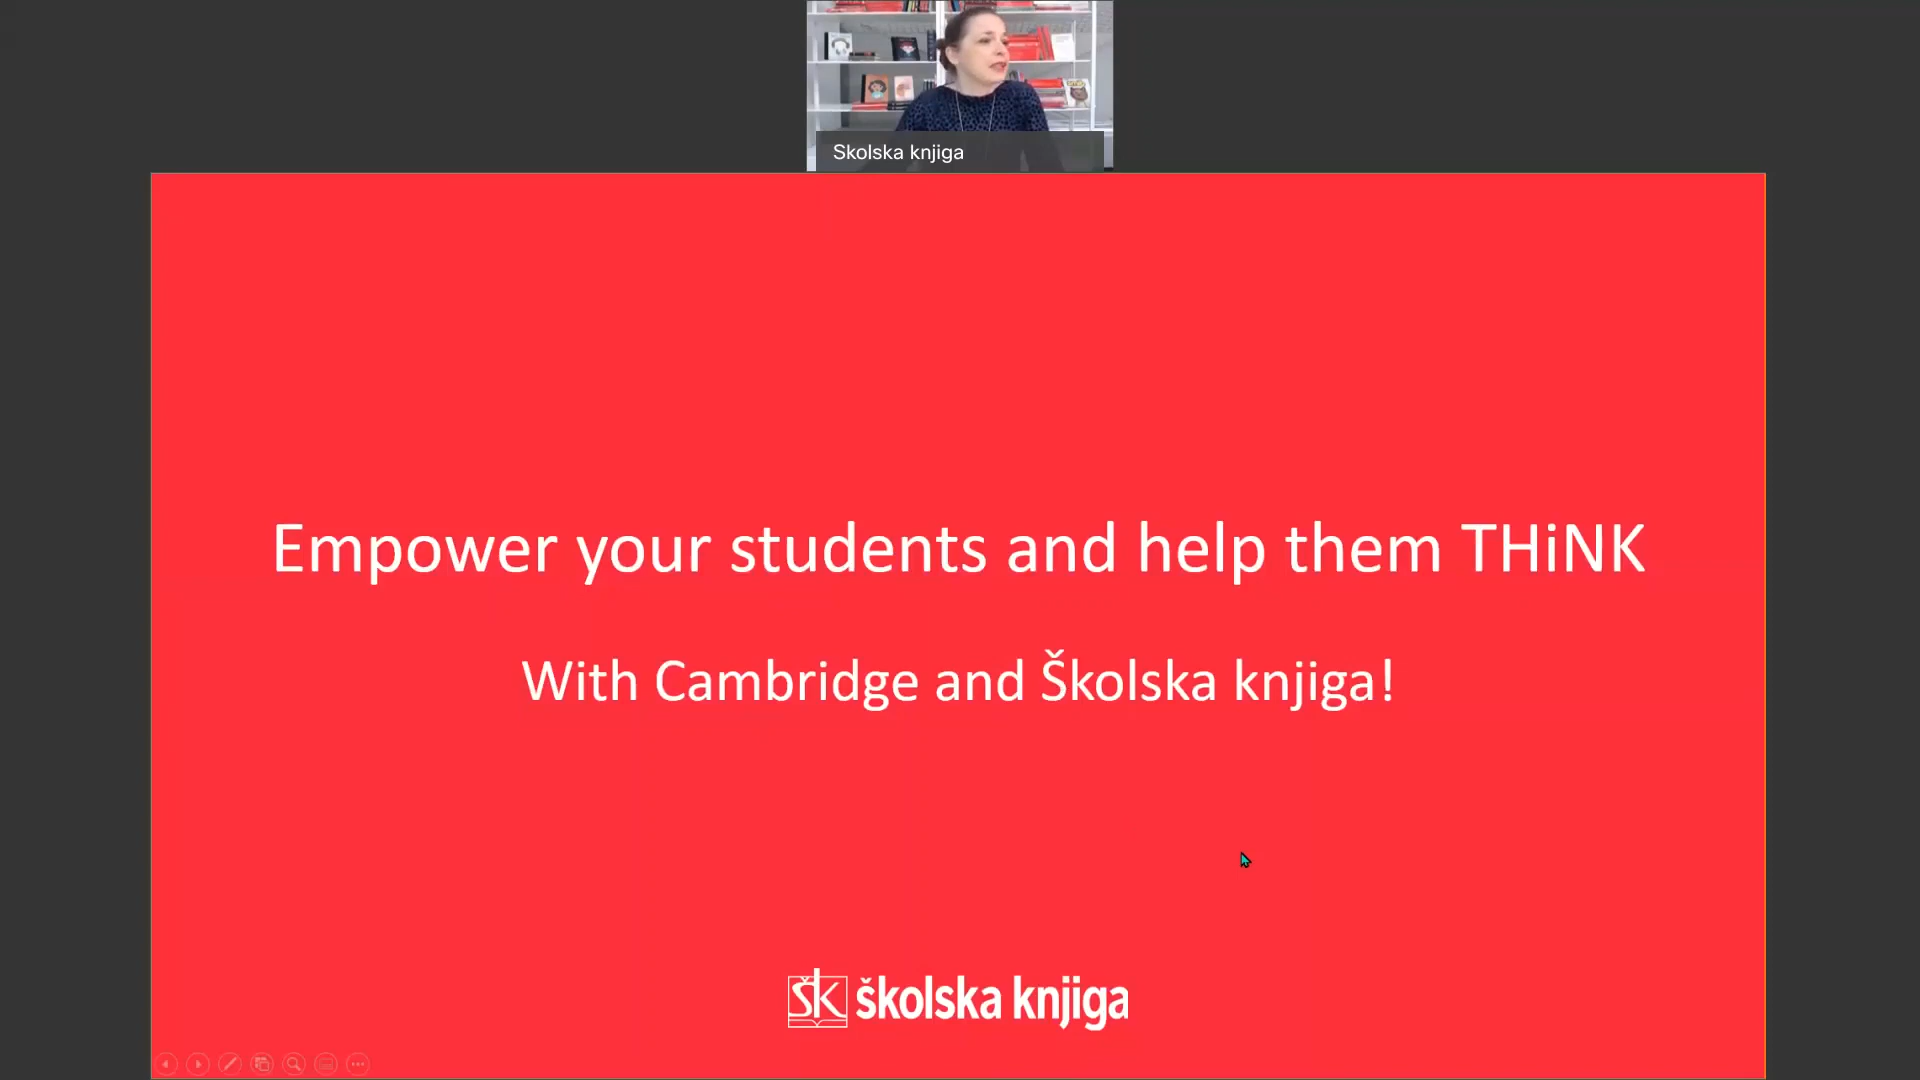 Skolska knjiga
Empower your students and help them THiNK
With Cambridge and Školska knjiga!
ŠK školska knjiga